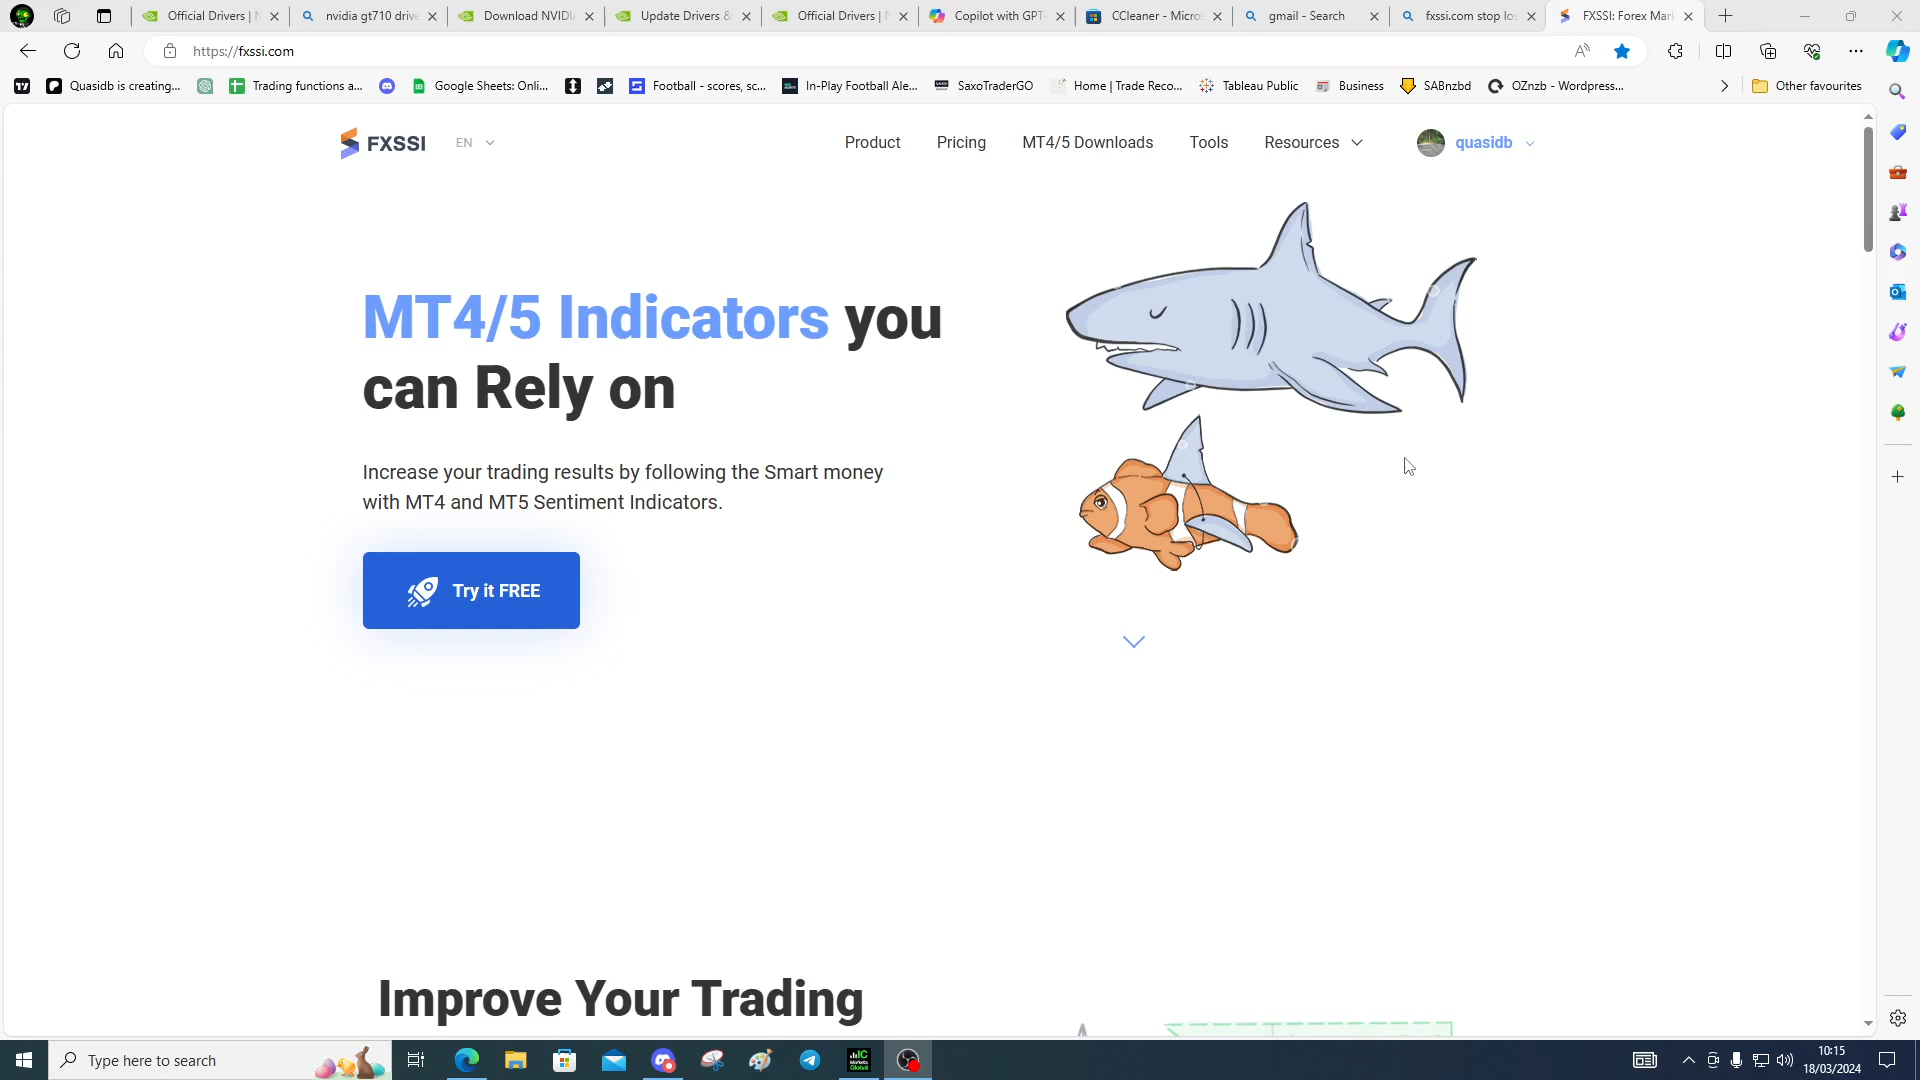 Official Drivers | N
nvidia gt710 drive
Download NVIDI
Update Drivers &
Official Drivers | N
Copilot with GPT-
CCleaner - Micros
gmail - Search
fxssi.com stop los
FXSSI: Forex Mark
https://fxssi.com
Quasidb is creating...
Trading functions a...
Google Sheets: Onli...
Football - scores, sc...
In-Play Football Ale...
SaxoTraderGO
Home | Trade Reco...
Tableau Public
Business
SABnzbd
OZnzb - Wordpress...
Other favourites
FXSSI
EN
Product
Pricing
MT4/5 Downloads
Tools
Resources
quasidb
MT4/5 Indicators you
can Rely on
Increase your trading results by following the Smart money
with MT4 and MT5 Sentiment Indicators.
Try it FREE
Improve Your Trading
Type here to search
10:15
18/03/2024